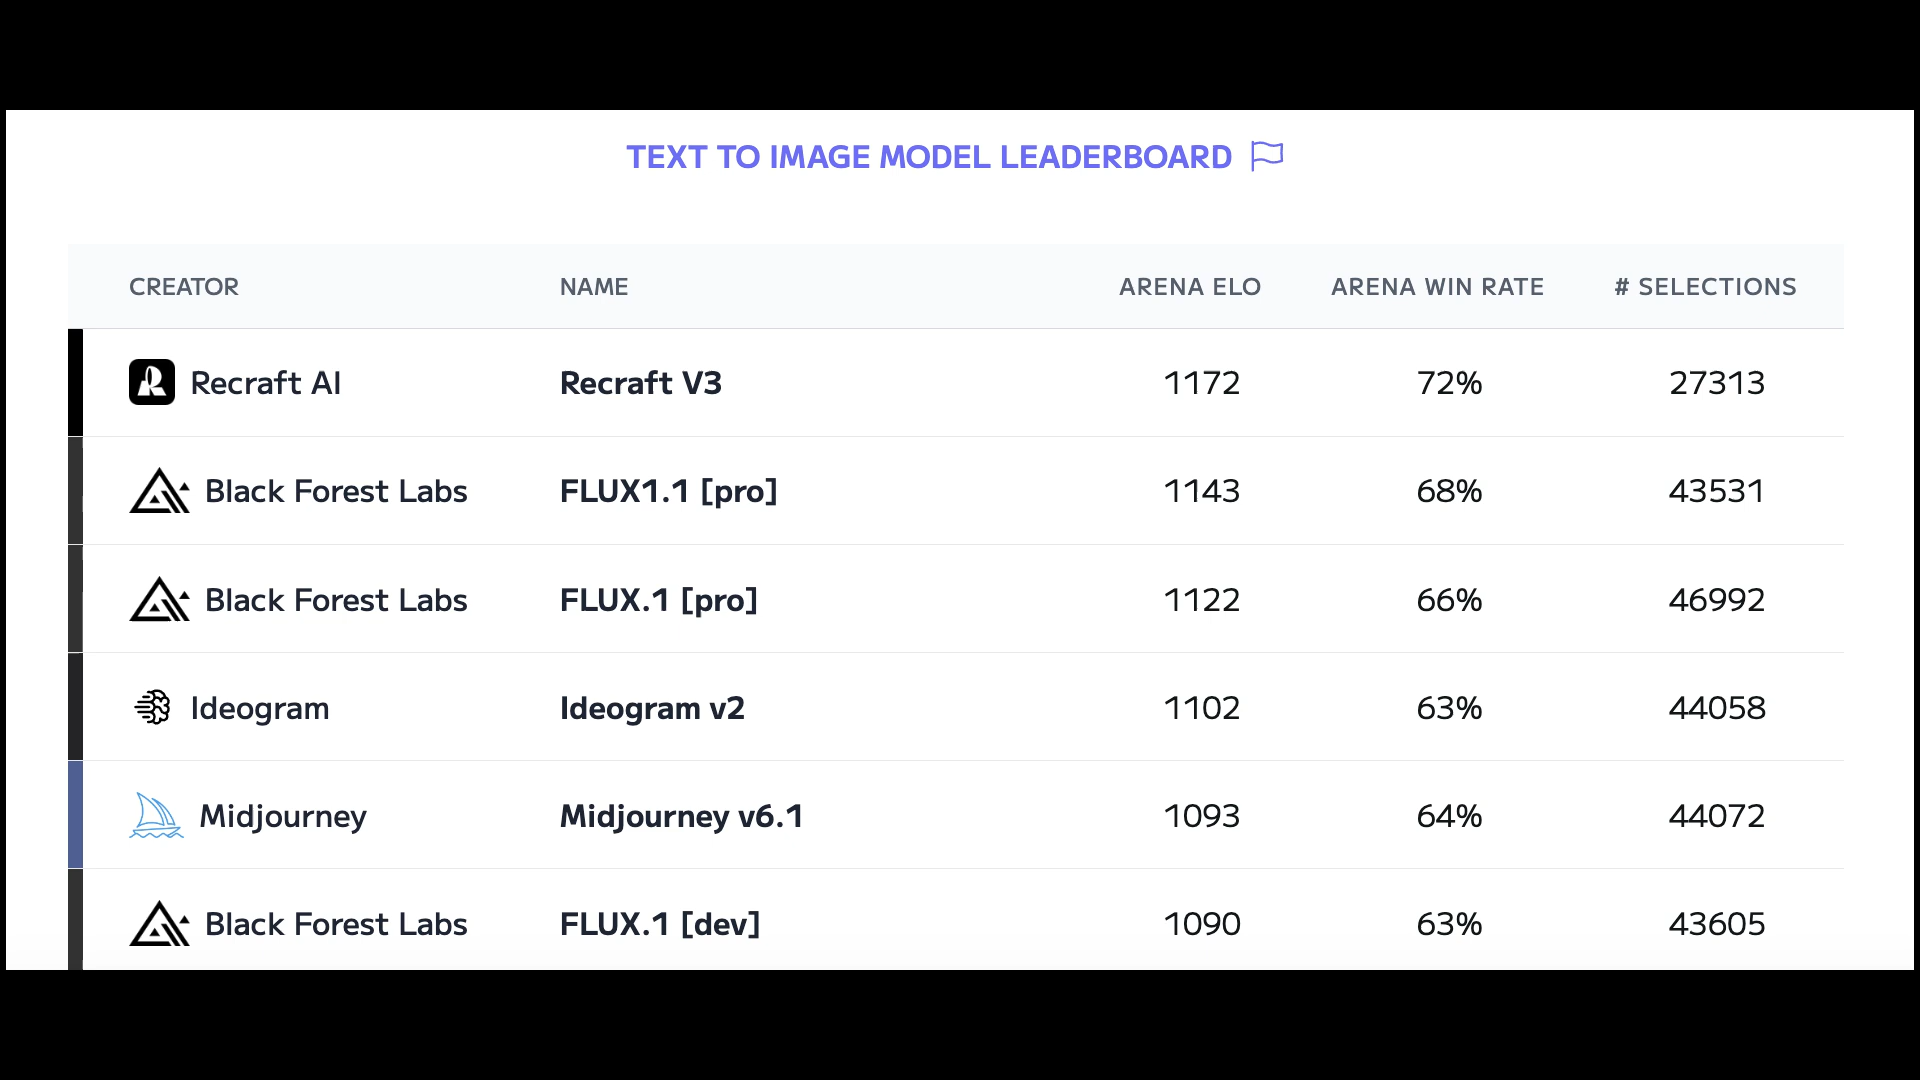 TEXT TO IMAGE MODEL LEADERBOARD
CREATOR NAME ARENA ELO ARENA WIN RATE # SELECTIONS
Recraft AI Recraft V3 1172 72% 27313
Black Forest Labs FLUX1.1 [pro] 1143 68% 43531
Black Forest Labs FLUX.1 [pro] 1122 66% 46992
Ideogram Ideogram v2 1102 63% 44058
Midjourney Midjourney v6.1 1093 64% 44072
Black Forest Labs FLUX.1 [dev] 1090 63% 43605